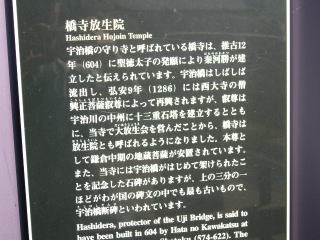 橋寺放生院
Hashidera Hojoin Temple
宇治橋の守り寺と呼ばれている橋寺は、推古12
年（604）に聖徳太子の発願により秦河勝が建
立したと伝えられています。宇治橋はしばしば
流出し、弘安9年（1286）には西大寺の僧
興正菩薩叡尊によって再興されますが、叡尊は
宇治川の中州に十三重石塔を建立するととも
に、当寺で大放生会を営んだことから、橋寺は
放生院とも呼ばれるようになりました。本尊と
して鎌倉中期の地蔵菩薩が安置されています。
また、当寺には宇治橋がはじめて架けられたこ
とを記した石碑がありますが、上の三分の一
ほどがわが国の碑文の中でも最も古いもので、
宇治橋断碑といわれています。
Hashidera, protector of the Uji Bridge, is said to
have been built in 604 by Hata no Kawakatsu at
(574-622). The